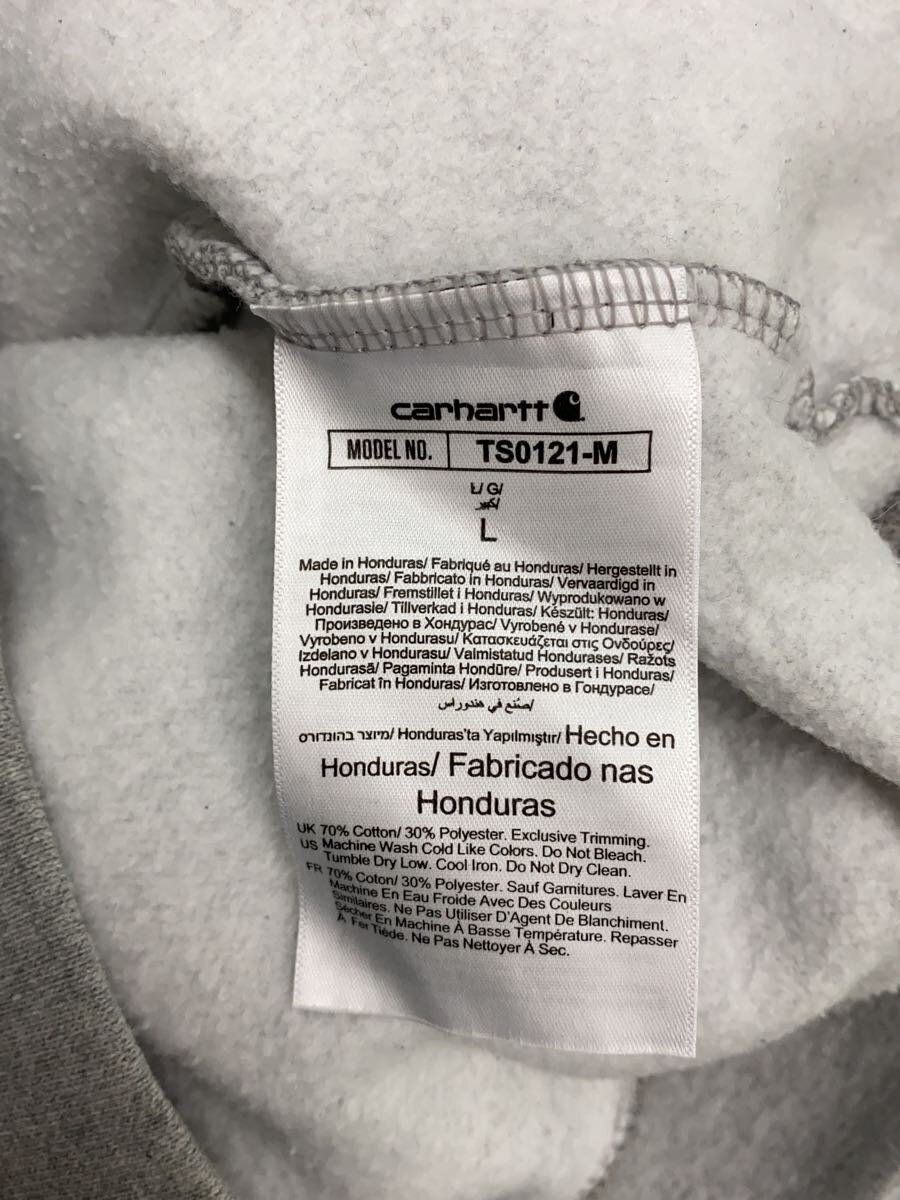 carhartt
MODEL NO. TS0121-M
L/ G/
كبير/
L
Made in Honduras/ Fabriqué au Honduras/ Hergestellt in
Honduras/ Fabbricato in Honduras/ Vervaardigd in
Honduras/ Fremstillet i Honduras/ Wyprodukowano w
Hondurasie/ Tillverkad i Honduras/ Készült: Honduras/
Произведено в Хондурас/ Vyrobené v Hondurase/
Vyrobeno v Hondurasu/ Κατασκευάζεται στις Ονδούρες/
Izdelano v Hondurasu/ Valmistatud Hondurases/ Ražots
Hondurasā/ Pagaminta Hondūre/ Produsert i Honduras/
Fabricat în Honduras/ Изготовлено в Гондурасе/
صُنع في هندوراس/
מיוצר בהונדורס/ Honduras'ta Yapılmıştır/ Hecho en
Honduras/ Fabricado nas
Honduras
UK 70% Cotton/ 30% Polyester. Exclusive Trimming.
US Machine Wash Cold Like Colors. Do Not Bleach.
Tumble Dry Low. Cool Iron. Do Not Dry Clean.
FR 70% Coton/ 30% Polyester. Sauf Garnitures. Laver En
Machine En Eau Froide Avec Des Couleurs
Similaires. Ne Pas Utiliser D'Agent De Blanchiment.
Sécher En Machine À Basse Température. Repasser
À Fer Tiède. Ne Pas Nettoyer À Sec.